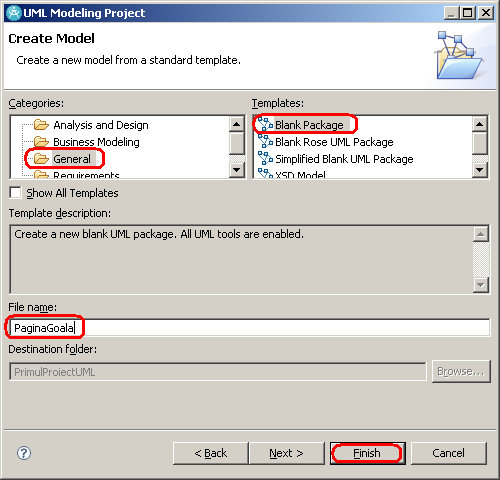 UML Modeling Project
Create Model
Create a new model from a standard template.
Categories:
Templates:
Analysis and Design
Business Modeling
General
Requirements
Blank Package
Blank Rose UML Package
Simplified Blank UML Package
XSD Model
Show All Templates
Template description:
Create a new blank UML package. All UML tools are enabled.
File name:
PaginaGoala
Destination folder:
PrimulProiectUML
Browse...
?
< Back
Next >
Finish
Cancel